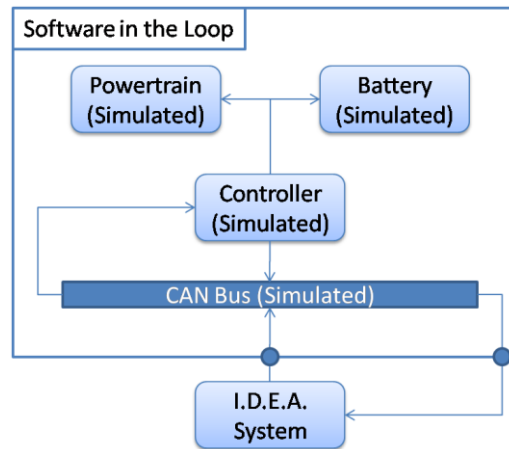 Software in the Loop
Powertrain
(Simulated)
Battery
(Simulated)
Controller
(Simulated)
CAN Bus (Simulated)
I.D.E.A.
System